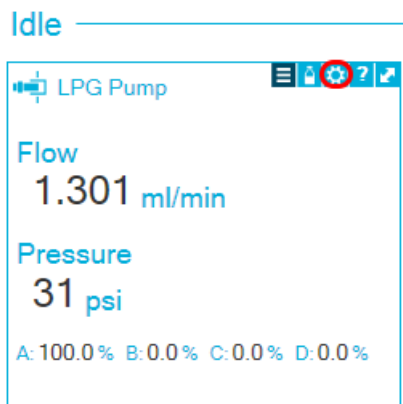 Idle
LPG Pump ?
Flow
1.301 ml/min
Pressure
31 psi
A: 100.0 % B: 0.0 % C: 0.0 % D: 0.0 %